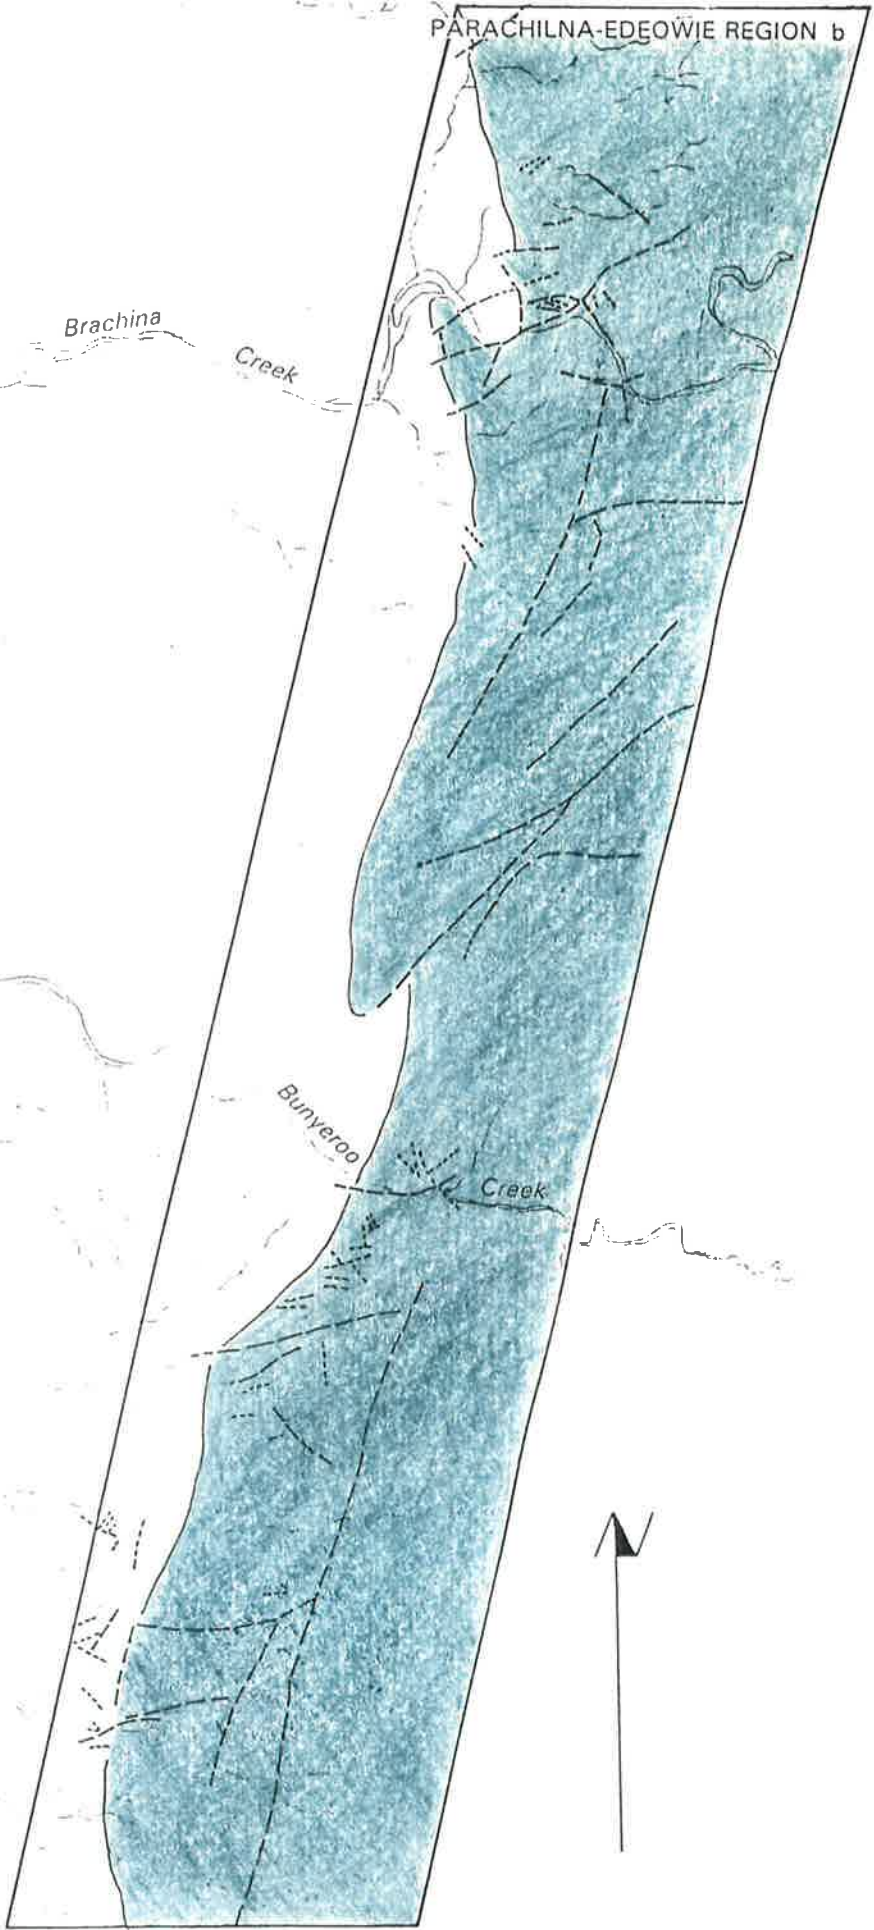 PARACHILNA-EDEOWIE REGION b
Brachina
Creek
Bunyeroo
Creek